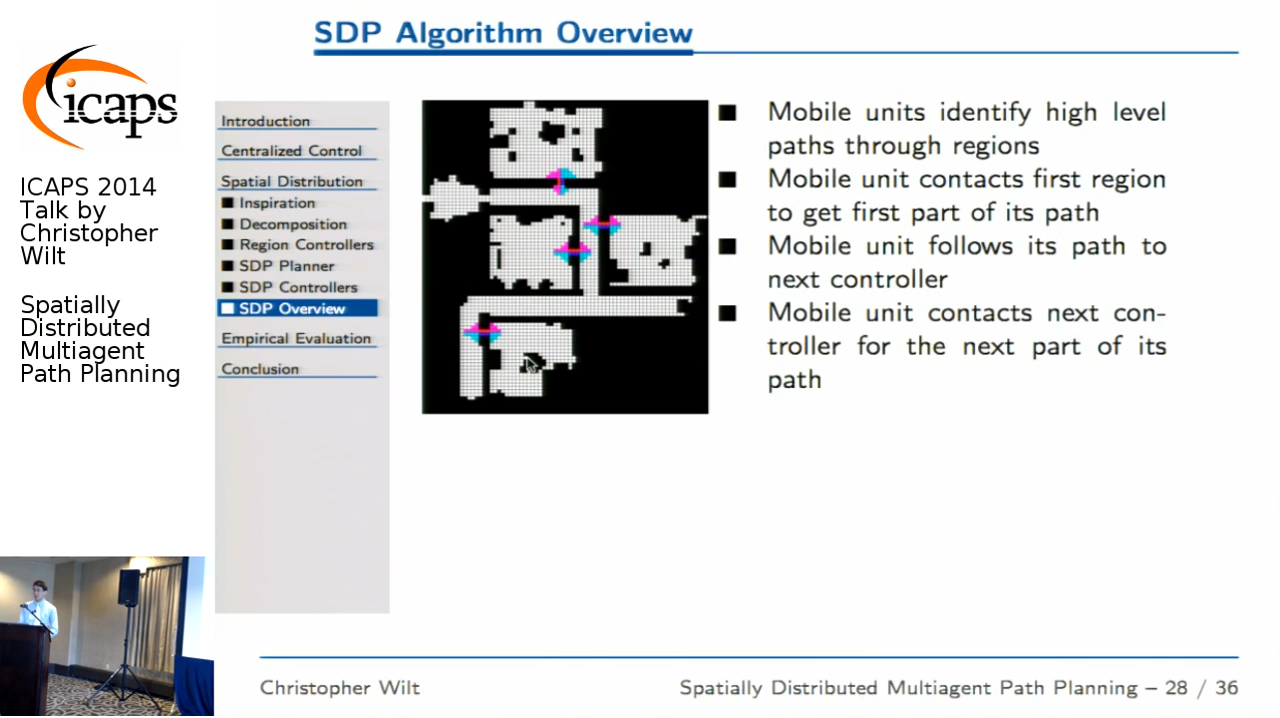 SDP Algorithm Overview
icaps
ICAPS 2014
Talk by
Christopher
Wilt
Spatially
Distributed
Multiagent
Path Planning
Introduction
Centralized Control
Spatial Distribution
Inspiration
Decomposition
Region Controllers
SDP Planner
SDP Controllers
SDP Overview
Empirical Evaluation
Conclusion
Mobile units identify high level
paths through regions
Mobile unit contacts first region
to get first part of its path
Mobile unit follows its path to
next controller
Mobile unit contacts next con-
troller for the next part of its
path
Christopher Wilt
Spatially Distributed Multiagent Path Planning – 28 / 36